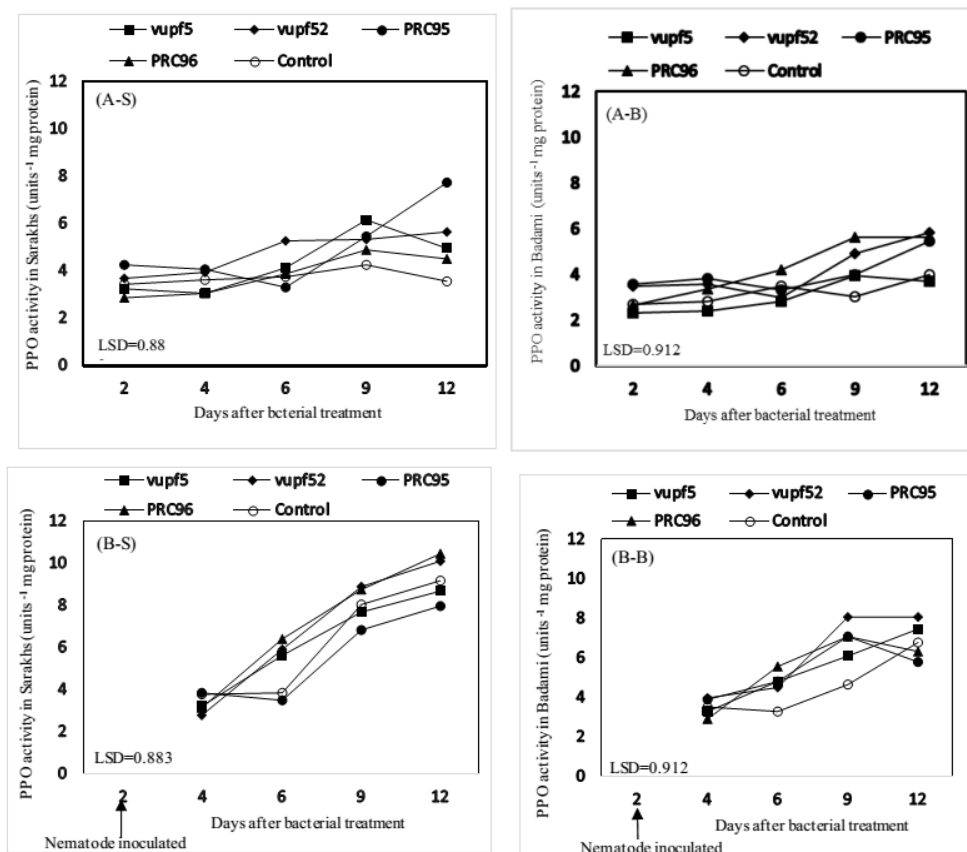 vupf5 vupf52 PRC95
PRC96 Control
(A-S)
PPO activity in Sarakhs (units ⁻¹ mg protein)
12
10
8
6
4
2
0
LSD=0.88
2 4 6 9 12
Days after bcterial treatment
vupf5 vupf52 PRC95
PRC96 Control
(A-B)
PPO activity in Badami (units ⁻¹ mg protein)
12
10
8
6
4
2
0
LSD=0.912
2 4 6 9 12
Days after bacterial treatment
vupf5 vupf52 PRC95
PRC96 Control
(B-S)
PPO activity in Sarakhs (units ⁻¹ mg protein)
12
10
8
6
4
2
0
LSD=0.883
2 4 6 9 12
Days after bacterial treatment
Nematode inoculated
vupf5 vupf52 PRC95
PRC96 Control
(B-B)
PPO activity in Badami (units ⁻¹ mg protein)
12
10
8
6
4
2
0
LSD=0.912
2 4 6 9 12
Days after bacterial treatment
Nematode inoculated